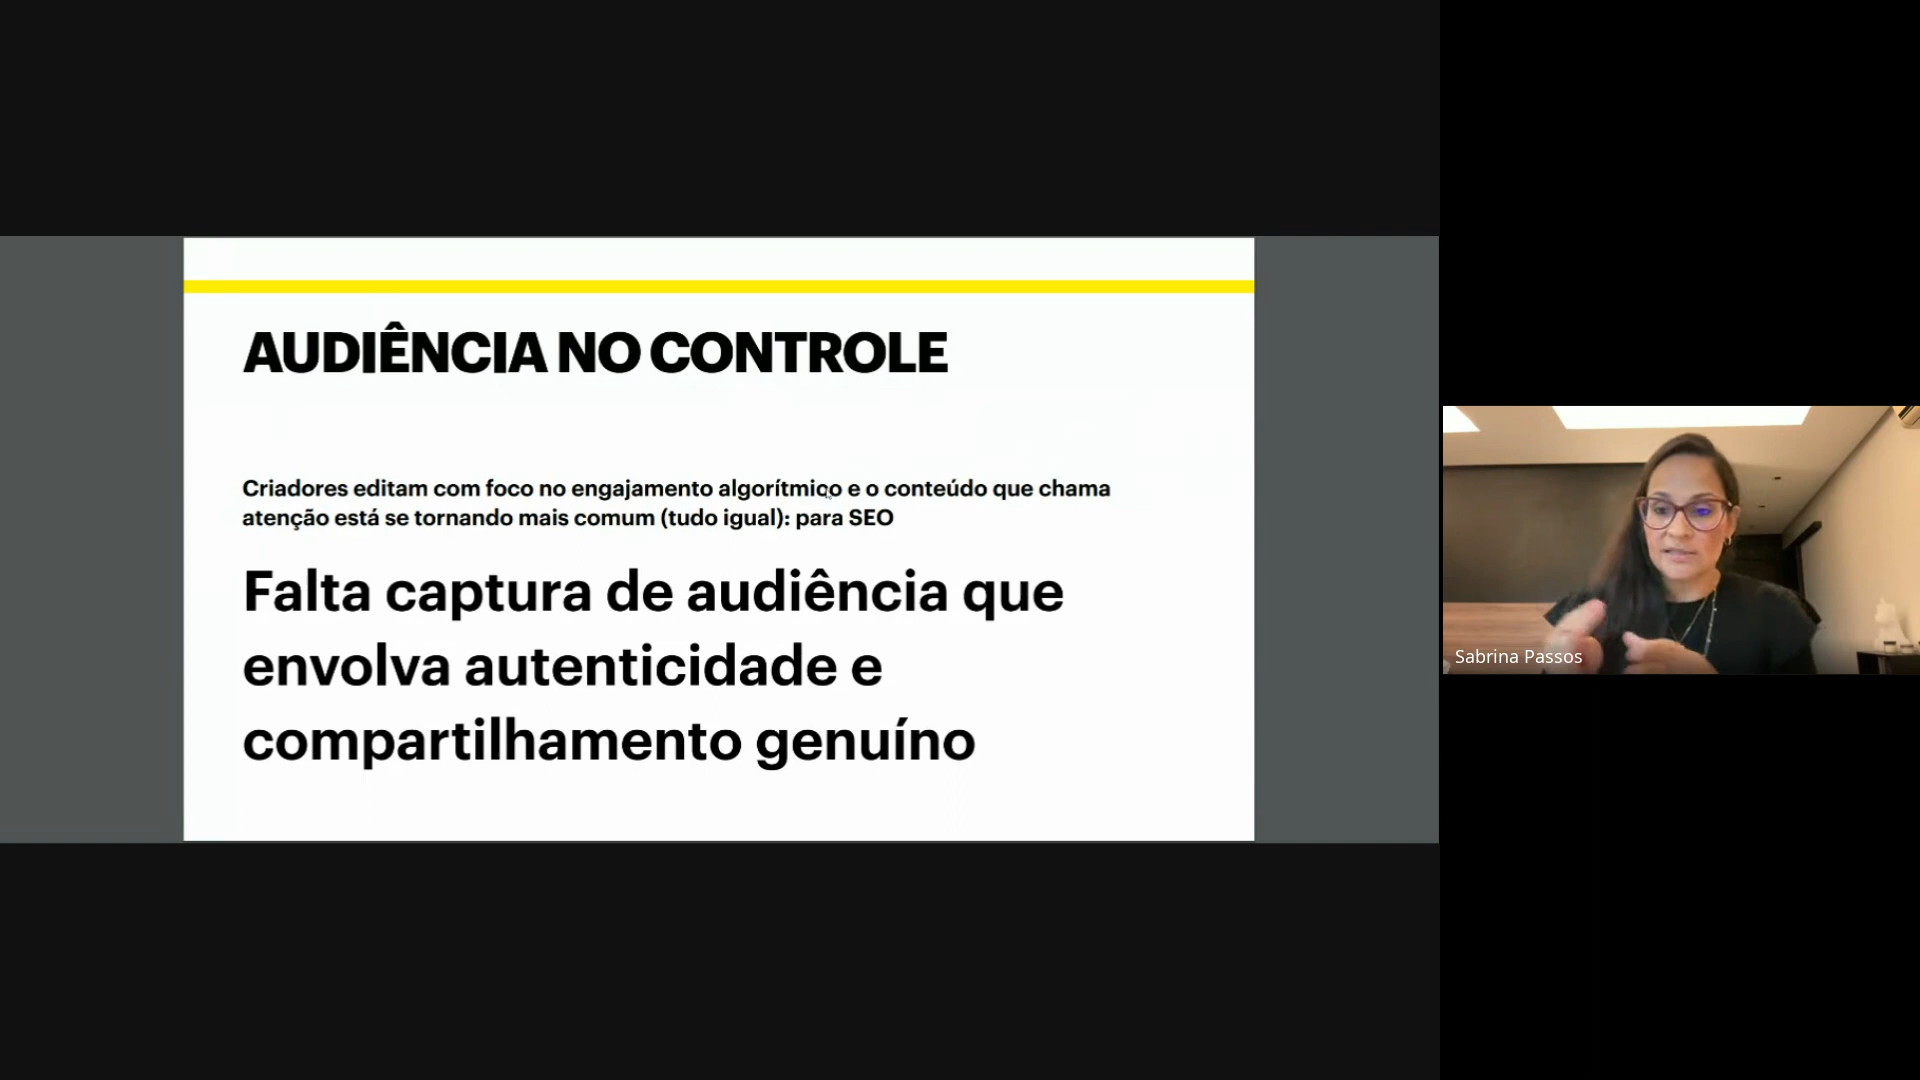 AUDIÊNCIA NO CONTROLE
Criadores editam com foco no engajamento algorítmico e o conteúdo que chama
atenção está se tornando mais comum (tudo igual): para SEO
Falta captura de audiência que
envolva autenticidade e
compartilhamento genuíno
Sabrina Passos